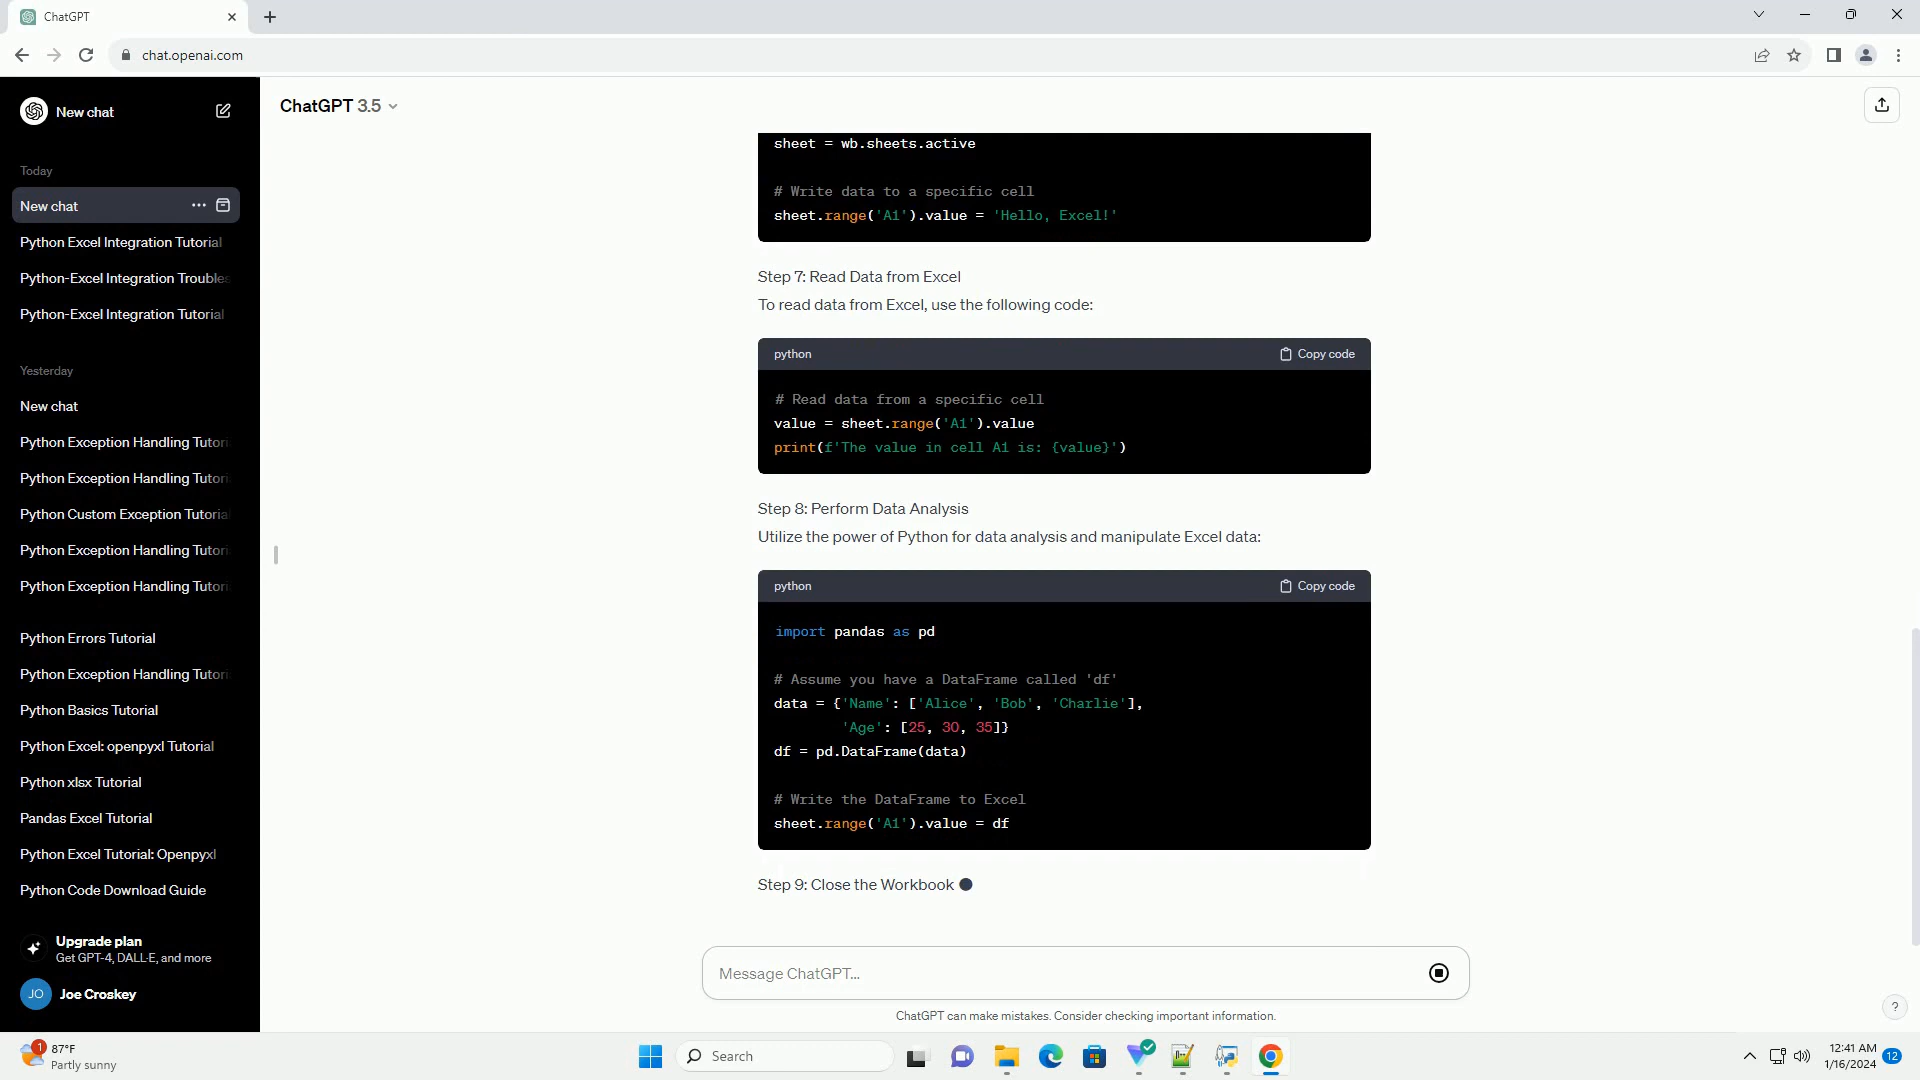 ChatGPT
chat.openai.com
New chat
ChatGPT 3.5
Today
New chat
Python Excel Integration Tutorial
Python-Excel Integration Troubles
Python-Excel Integration Tutorial
Yesterday
New chat
Python Exception Handling Tutori
Python Exception Handling Tutori
Python Custom Exception Tutoria
Python Exception Handling Tutori
Python Exception Handling Tutori
Python Errors Tutorial
Python Exception Handling Tutori
Python Basics Tutorial
Python Excel: openpyxl Tutorial
Python xlsx Tutorial
Pandas Excel Tutorial
Python Excel Tutorial: Openpyxl
Python Code Download Guide
Upgrade plan
Get GPT-4, DALL·E, and more
JO
Joe Croskey
sheet = wb.sheets.active
# Write data to a specific cell
sheet.range('A1').value = 'Hello, Excel!'
Step 7: Read Data from Excel
To read data from Excel, use the following code:
python
Copy code
# Read data from a specific cell
value = sheet.range('A1').value
print(f'The value in cell A1 is: {value}')
Step 8: Perform Data Analysis
Utilize the power of Python for data analysis and manipulate Excel data:
python
Copy code
import pandas as pd
# Assume you have a DataFrame called 'df'
data = {'Name': ['Alice', 'Bob', 'Charlie'],
'Age': [25, 30, 35]}
df = pd.DataFrame(data)
# Write the DataFrame to Excel
sheet.range('A1').value = df
Step 9: Close the Workbook
Message ChatGPT...
ChatGPT can make mistakes. Consider checking important information.
?
1
87°F
Partly sunny
Search
12:41 AM
1/16/2024
12